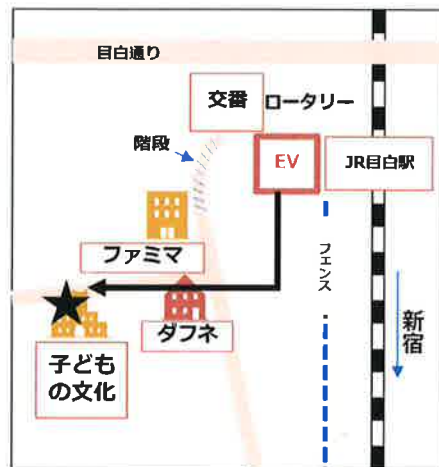 目白通り
交番
ロータリー
階段
EV
JR目白駅
ファミマ
フェンス
ダフネ
新宿
子ども
の文化